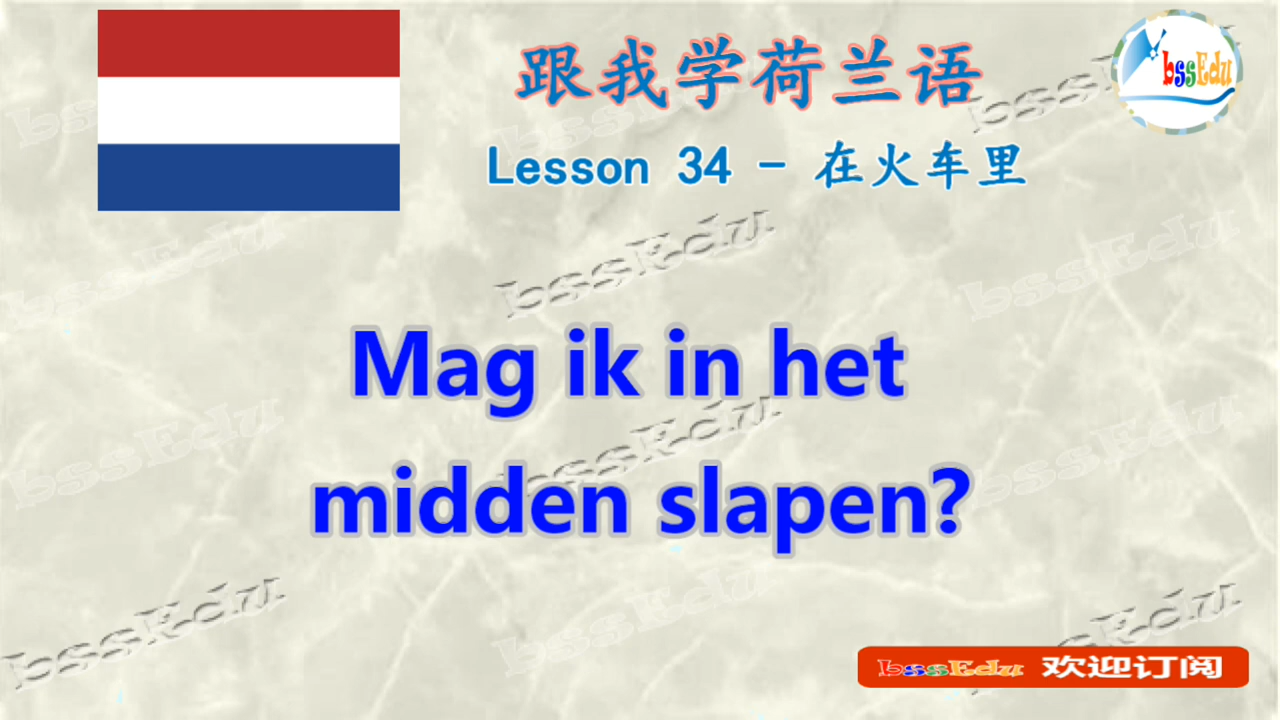 跟我学荷兰语
bssEdu
Lesson 34 - 在火车里
Mag ik in het
midden slapen?
bssEdu 欢迎订阅